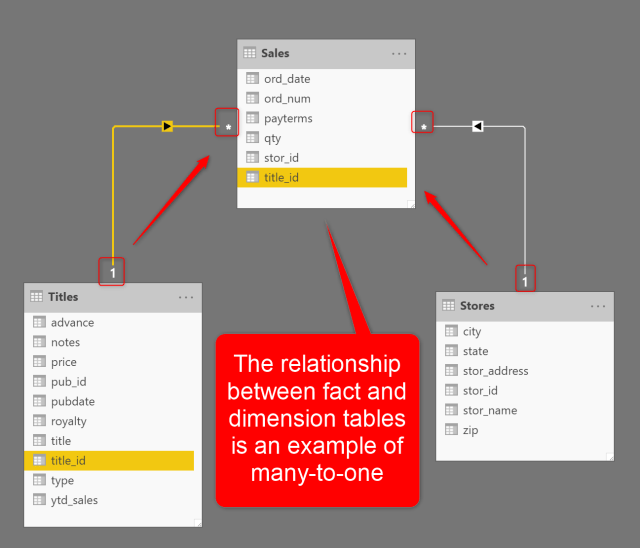 Sales
ord_date
ord_num
payterms
qty
stor_id
title_id
*
*
1
1
Titles
advance
notes
price
pub_id
pubdate
royalty
title
title_id
type
ytd_sales
Stores
city
state
stor_address
stor_id
stor_name
zip
The relationship
between fact and
dimension tables
is an example of
many-to-one